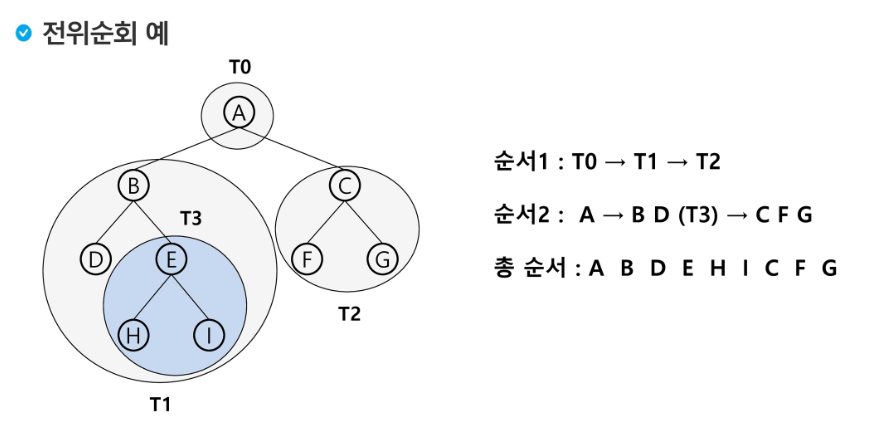 전위순회 예
T0
A
B
C
T3
D
E
F
G
H
I
T2
T1
순서1 : T0 → T1 → T2
순서2 : A → B D (T3) → C F G
총 순서 : A B D E H I C F G